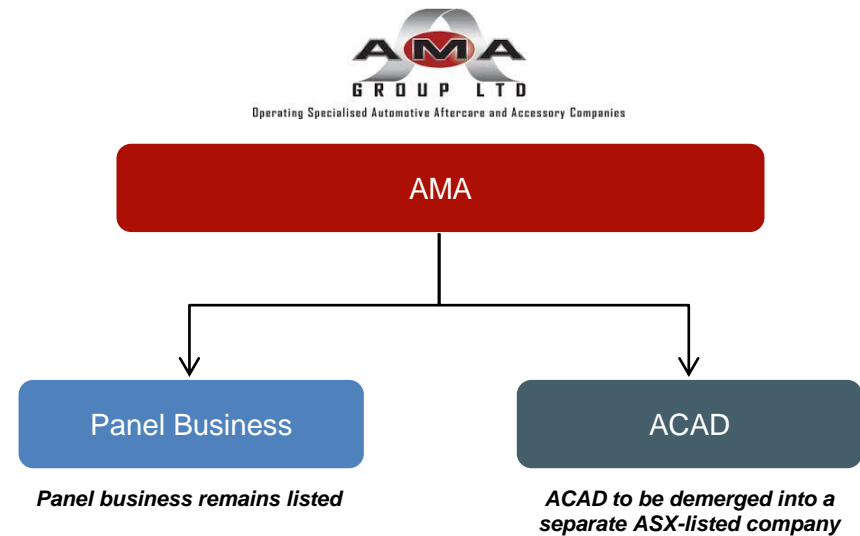 AMA
GROUP LTD
Operating Specialised Automotive Aftercare and Accessory Companies
AMA
Panel Business
ACAD
Panel business remains listed
ACAD to be demerged into a
separate ASX-listed company